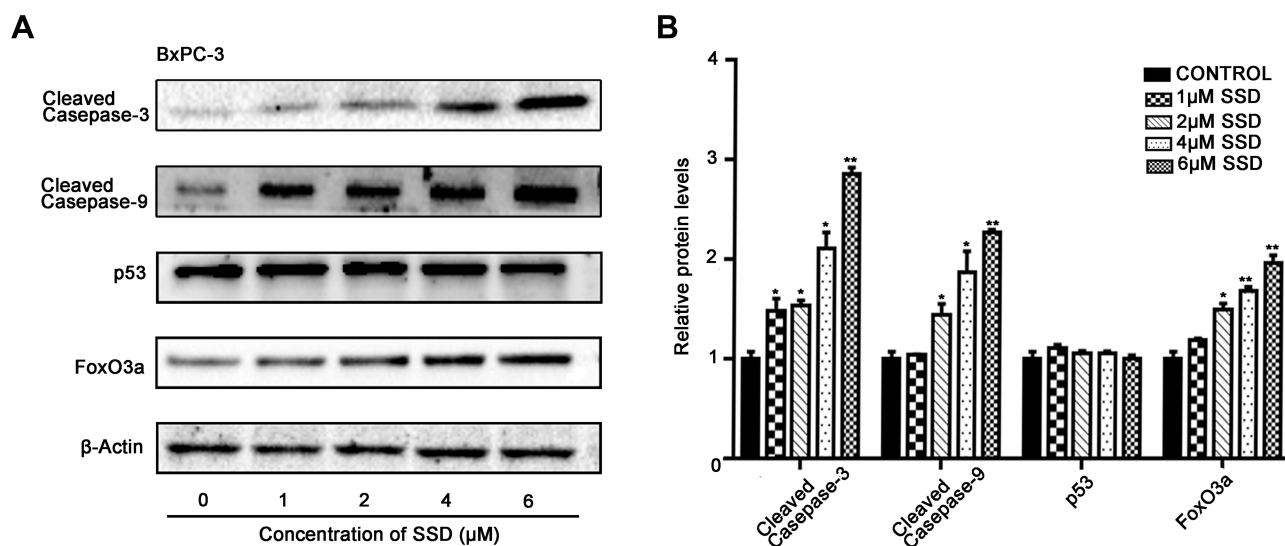 A
BxPC-3
Cleaved
Casepase-3
Cleaved
Casepase-9
p53
FoxO3a
β-Actin
0 1 2 4 6
Concentration of SSD (μM)
B
Relative protein levels
4
3
2
1
0
CONTROL
1μM SSD
2μM SSD
4μM SSD
6μM SSD
* * * **
* * **
* ** **
Cleaved
Casepase-3
Cleaved
Casepase-9
p53
FoxO3a